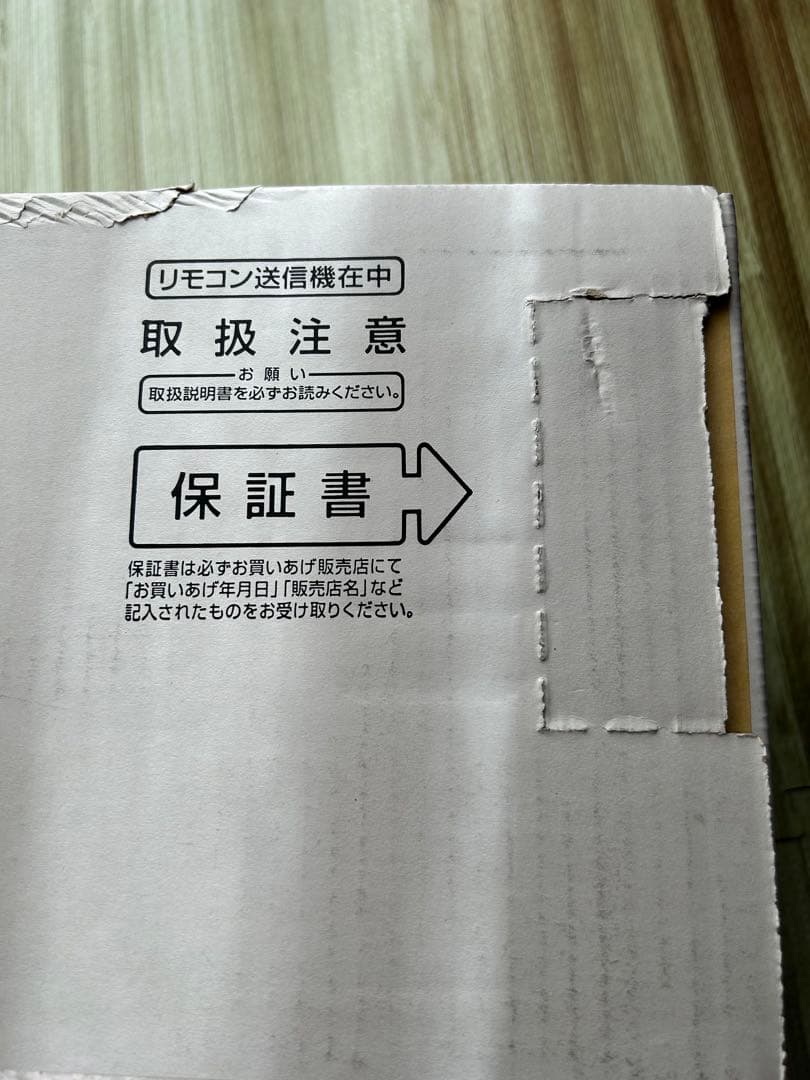 リモコン送信機在中
取扱注意
お願い
取扱説明書を必ずお読みください。
保証書
保証書は必ずお買いあげ販売店にて
「お買いあげ年月日」「販売店名」など
記入されたものをお受け取りください。